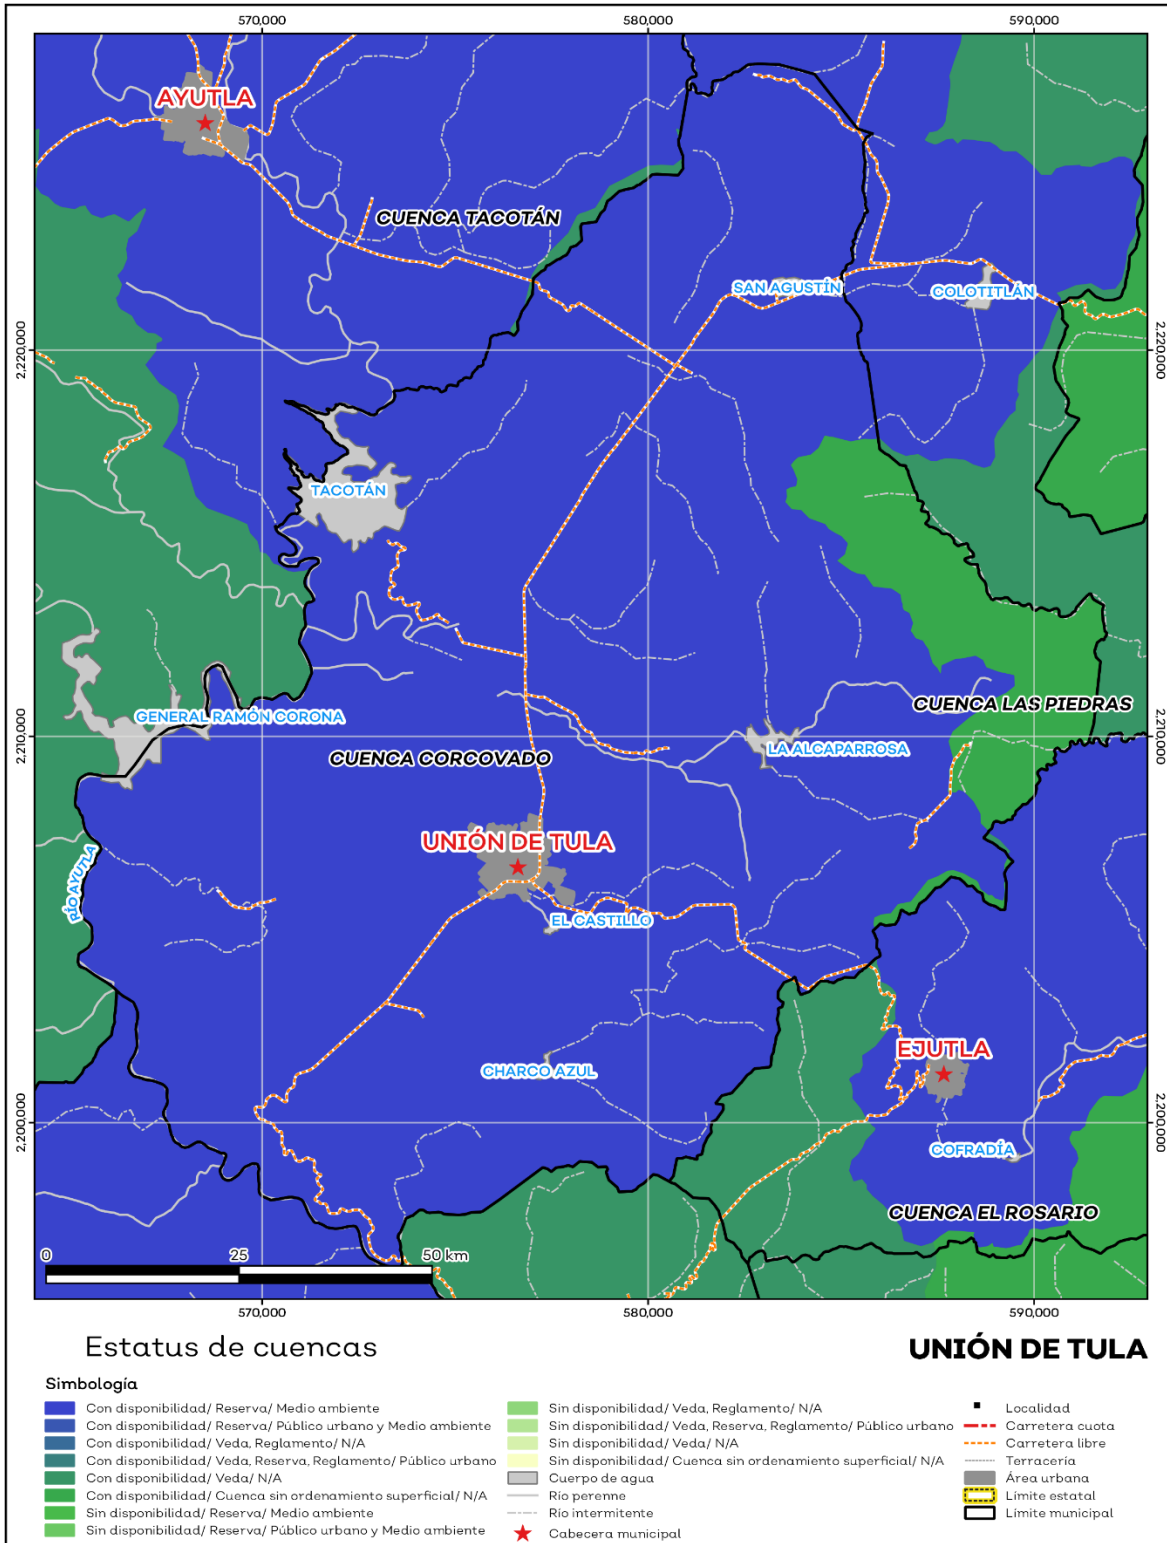 570,000 580,000 590,000
AYUTLA
CUENCA TACOTÁN
SAN AGUSTÍN
COLOTITLÁN
2,220,000 2,220,000
TACOTÁN
CUENCA LAS PIEDRAS
GENERAL RAMÓN CORONA
2,210,000 2,210,000
LA ALCAPARROSA
CUENCA CORCOVADO
UNIÓN DE TULA
RÍO AYUTLA
EL CASTILLO
EJUTLA
CHARCO AZUL
2,200,000 2,200,000
COFRADÍA
CUENCA EL ROSARIO
0 25 50 km
570,000 580,000 590,000
Estatus de cuencas
UNIÓN DE TULA
Simbología
Con disponibilidad/ Reserva/ Medio ambiente
Con disponibilidad/ Reserva/ Público urbano y Medio ambiente
Con disponibilidad/ Veda, Reglamento/ N/A
Con disponibilidad/ Veda, Reserva, Reglamento/ Público urbano
Con disponibilidad/ Veda/ N/A
Con disponibilidad/ Cuenca sin ordenamiento superficial/ N/A
Sin disponibilidad/ Reserva/ Medio ambiente
Sin disponibilidad/ Reserva/ Público urbano y Medio ambiente
Sin disponibilidad/ Veda, Reglamento/ N/A
Sin disponibilidad/ Veda, Reserva, Reglamento/ Público urbano
Sin disponibilidad/ Veda/ N/A
Sin disponibilidad/ Cuenca sin ordenamiento superficial/ N/A
Cuerpo de agua
Río perenne
Río intermitente
Cabecera municipal
Localidad
Carretera cuota
Carretera libre
Terracería
Área urbana
Límite estatal
Límite municipal